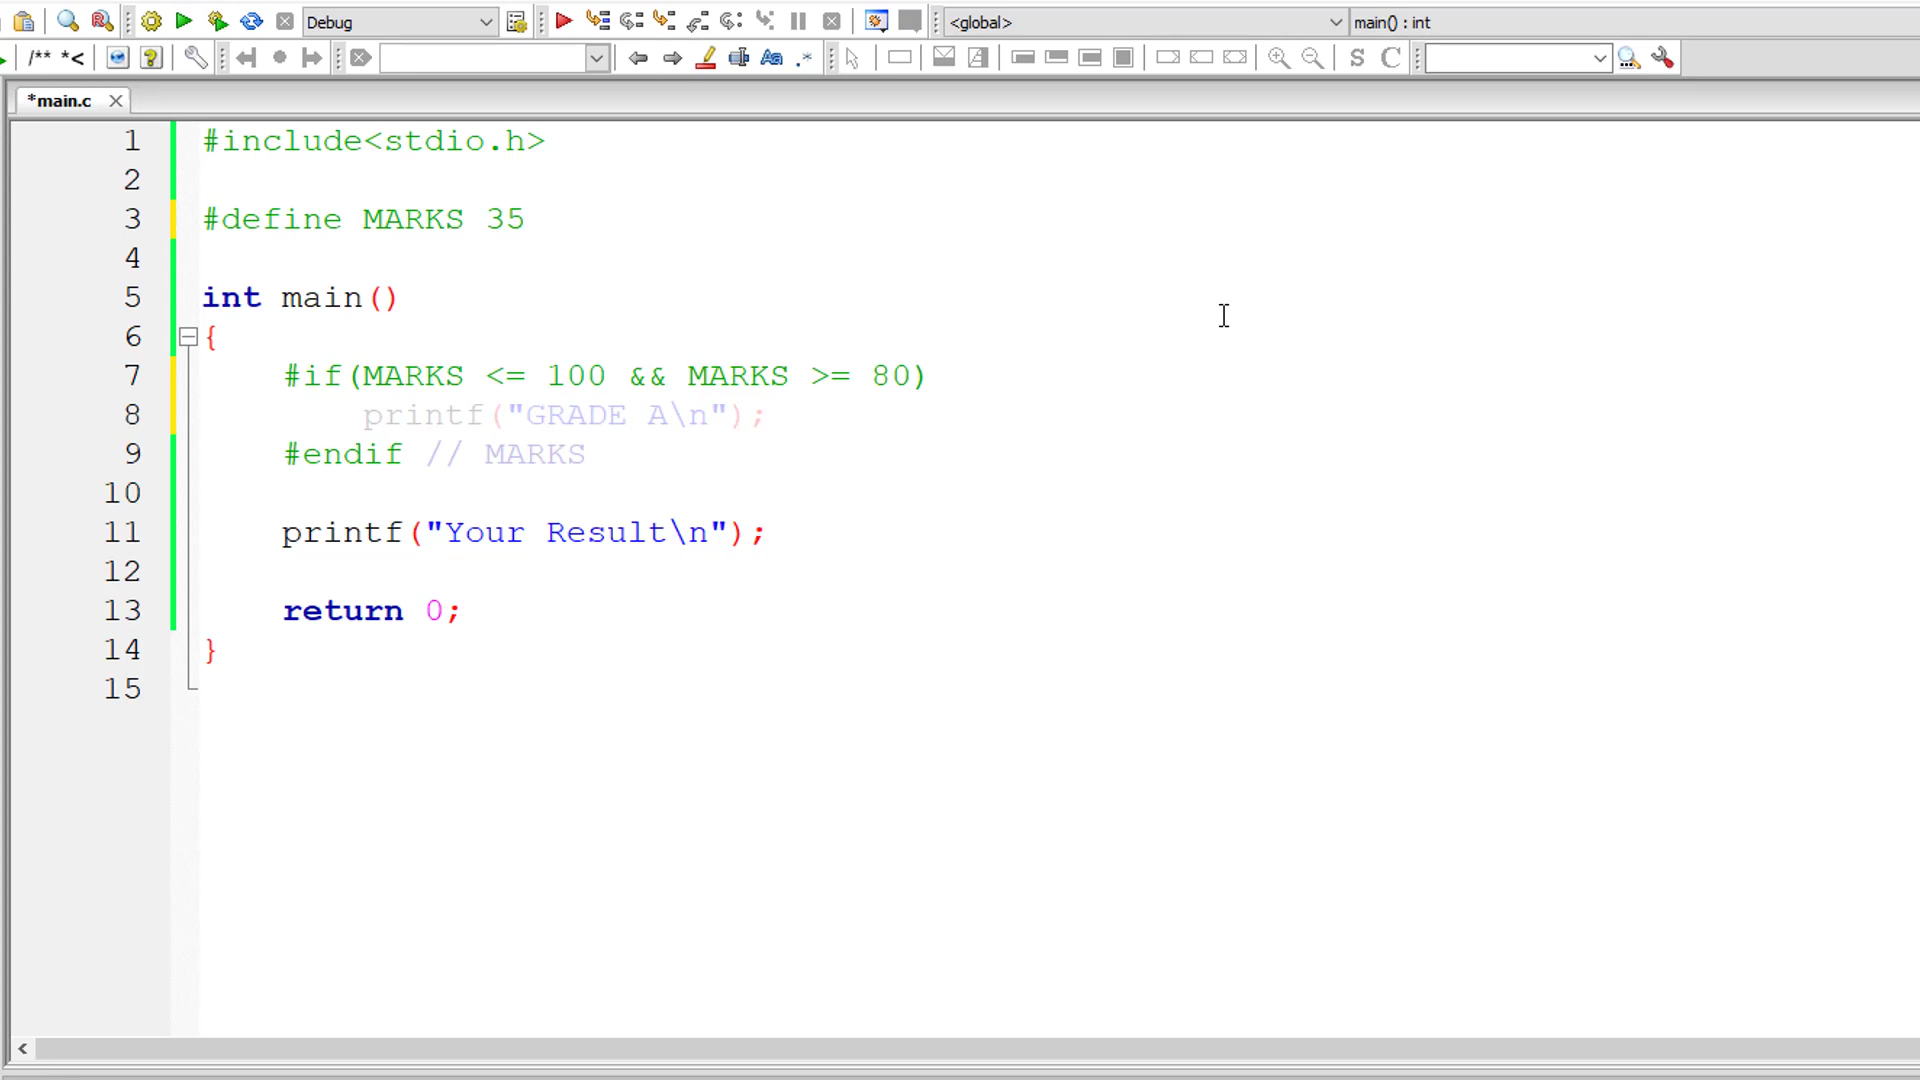 Debug
<global>
main() : int
/** *<
Aa
.*
S
C
*main.c
1 #include<stdio.h>
2
3 #define MARKS 35
4
5 int main()
6 {
7 #if(MARKS <= 100 && MARKS >= 80)
8 printf("GRADE A\n");
9 #endif // MARKS
10
11 printf("Your Result\n");
12
13 return 0;
14 }
15